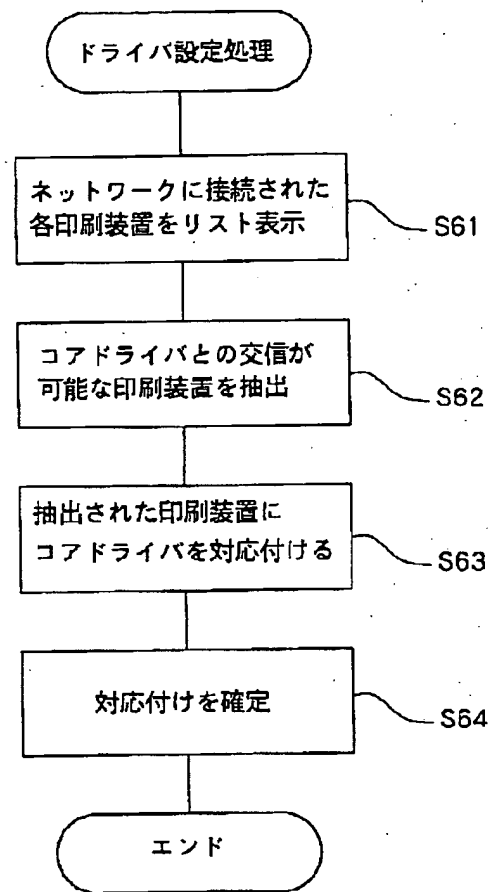 ドライバ設定処理
ネットワークに接続された
各印刷装置をリスト表示
S61
コアドライバとの交信が
可能な印刷装置を抽出
S62
抽出された印刷装置に
コアドライバを対応付ける
S63
対応付けを確定
S64
エンド